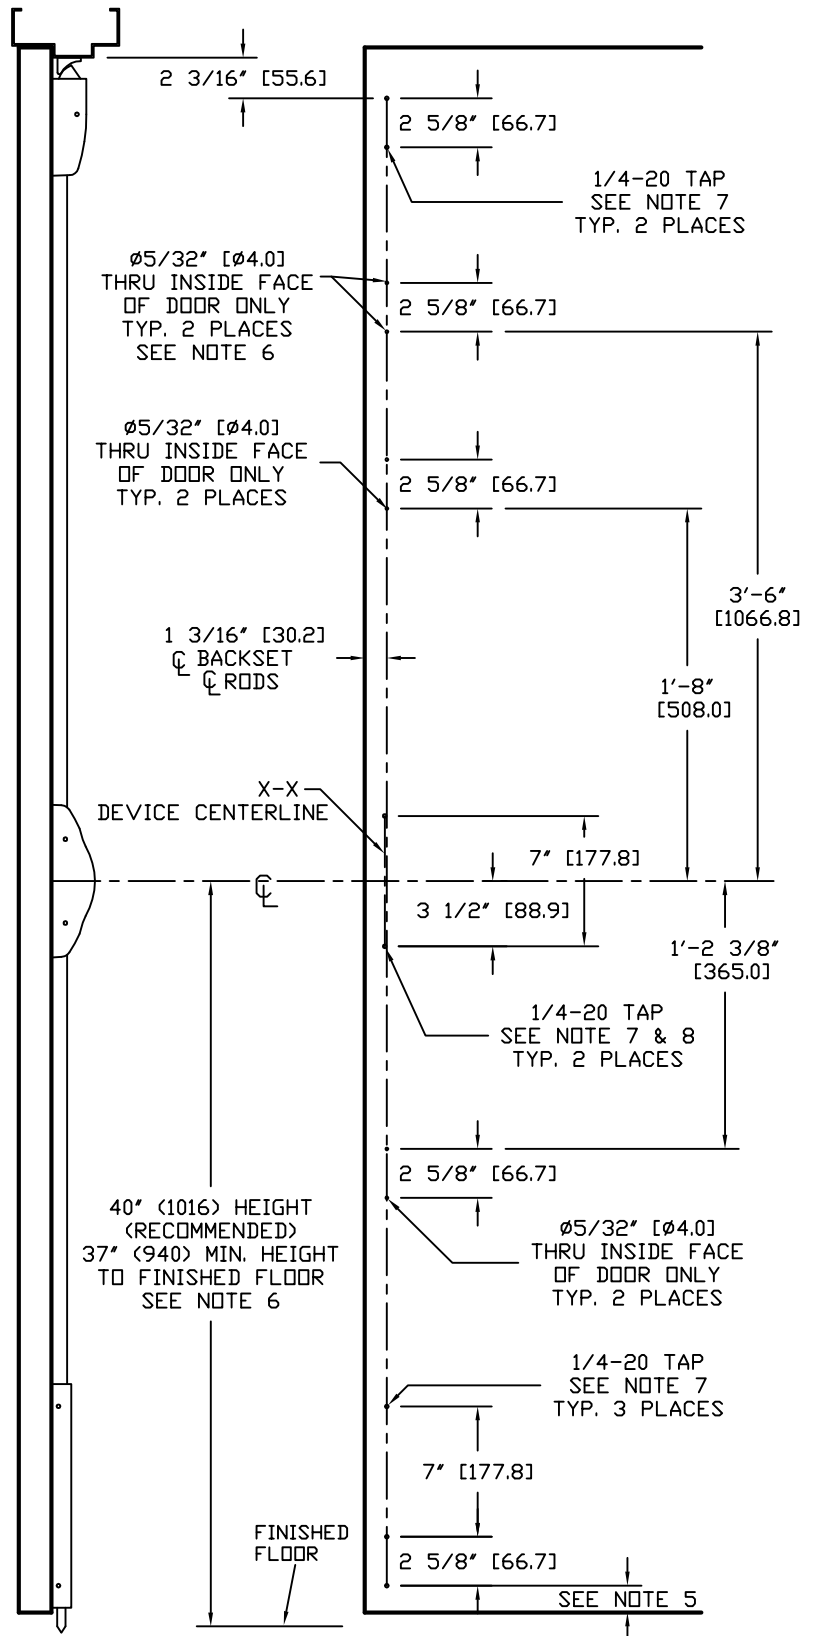 2 3/16″ [55.6]
2 5/8″ [66.7]
1/4-20 TAP
SEE NOTE 7
TYP. 2 PLACES
Ø5/32″ [Ø4.0]
THRU INSIDE FACE
OF DOOR ONLY
TYP. 2 PLACES
SEE NOTE 6
2 5/8″ [66.7]
Ø5/32″ [Ø4.0]
THRU INSIDE FACE
OF DOOR ONLY
TYP. 2 PLACES
2 5/8″ [66.7]
3′-6″
[1066.8]
1 3/16″ [30.2]
℄ BACKSET
℄ RODS
1′-8″
[508.0]
X-X
DEVICE CENTERLINE
7″ [177.8]
℄
3 1/2″ [88.9]
1′-2 3/8″
[365.0]
1/4-20 TAP
SEE NOTE 7 & 8
TYP. 2 PLACES
2 5/8″ [66.7]
40″ (1016) HEIGHT
(RECOMMENDED)
37″ (940) MIN. HEIGHT
TO FINISHED FLOOR
SEE NOTE 6
Ø5/32″ [Ø4.0]
THRU INSIDE FACE
OF DOOR ONLY
TYP. 2 PLACES
1/4-20 TAP
SEE NOTE 7
TYP. 3 PLACES
7″ [177.8]
FINISHED
FLOOR
2 5/8″ [66.7]
SEE NOTE 5